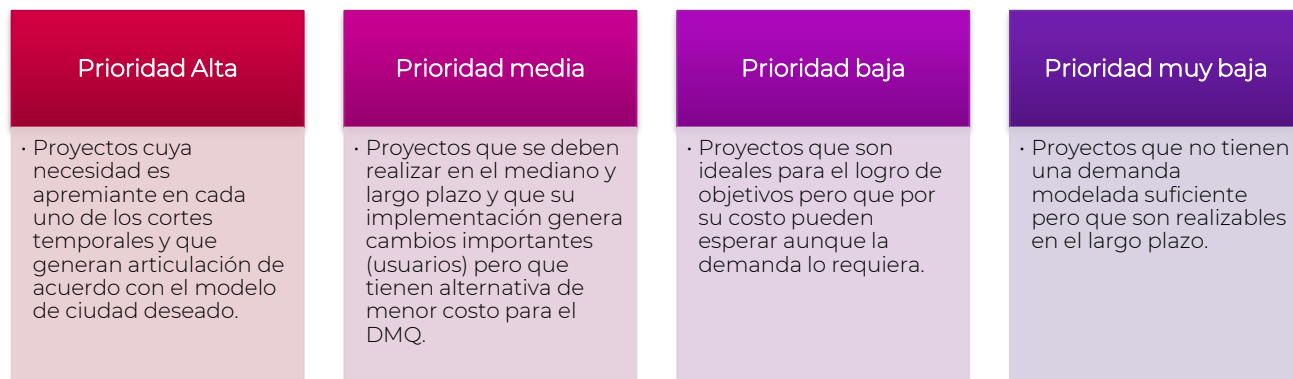 Prioridad Alta
· Proyectos cuya
necesidad es
apremiante en cada
uno de los cortes
temporales y que
generan articulación de
acuerdo con el modelo
de ciudad deseado.
Prioridad media
· Proyectos que se deben
realizar en el mediano y
largo plazo y que su
implementación genera
cambios importantes
(usuarios) pero que
tienen alternativa de
menor costo para el
DMQ.
Prioridad baja
· Proyectos que son
ideales para el logro de
objetivos pero que por
su costo pueden
esperar aunque la
demanda lo requiera.
Prioridad muy baja
· Proyectos que no tienen
una demanda
modelada suficiente
pero que son realizables
en el largo plazo.